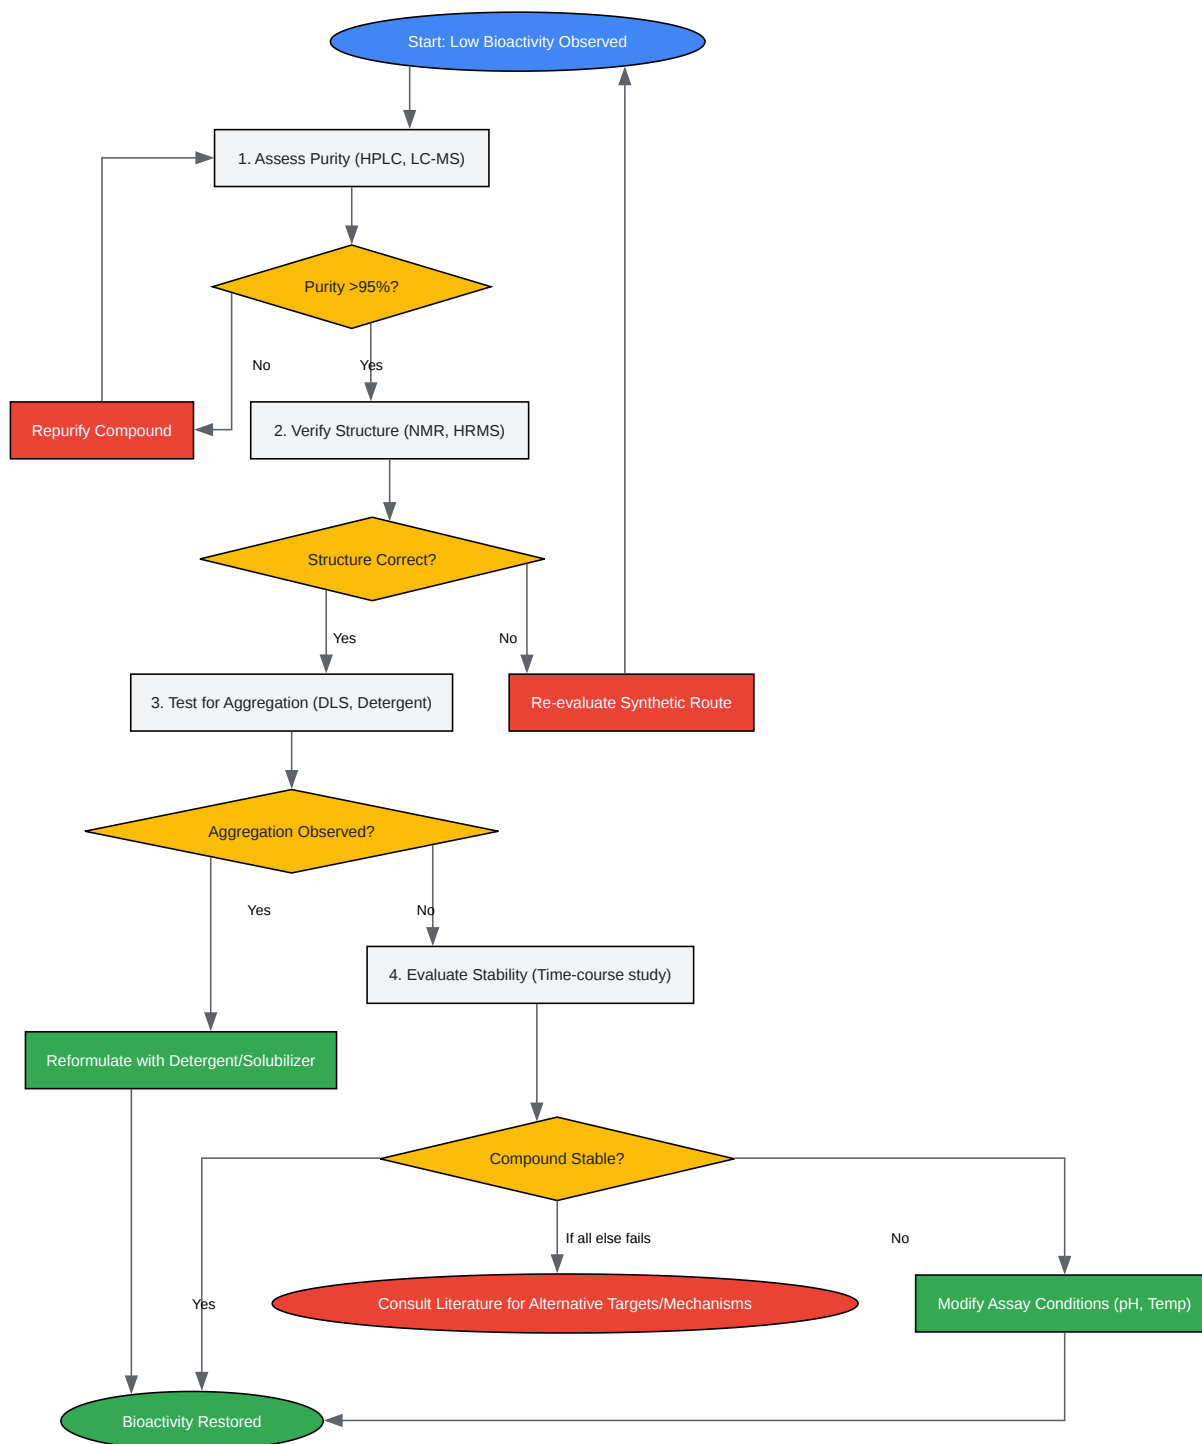 Start: Low Bioactivity Observed
1. Assess Purity (HPLC, LC-MS)
Purity >95%?
No
Yes
Repurify Compound
2. Verify Structure (NMR, HRMS)
Structure Correct?
Yes
No
3. Test for Aggregation (DLS, Detergent)
Re-evaluate Synthetic Route
Aggregation Observed?
Yes
No
4. Evaluate Stability (Time-course study)
Reformulate with Detergent/Solubilizer
Compound Stable?
If all else fails
No
Yes
Consult Literature for Alternative Targets/Mechanisms
Modify Assay Conditions (pH, Temp)
Bioactivity Restored